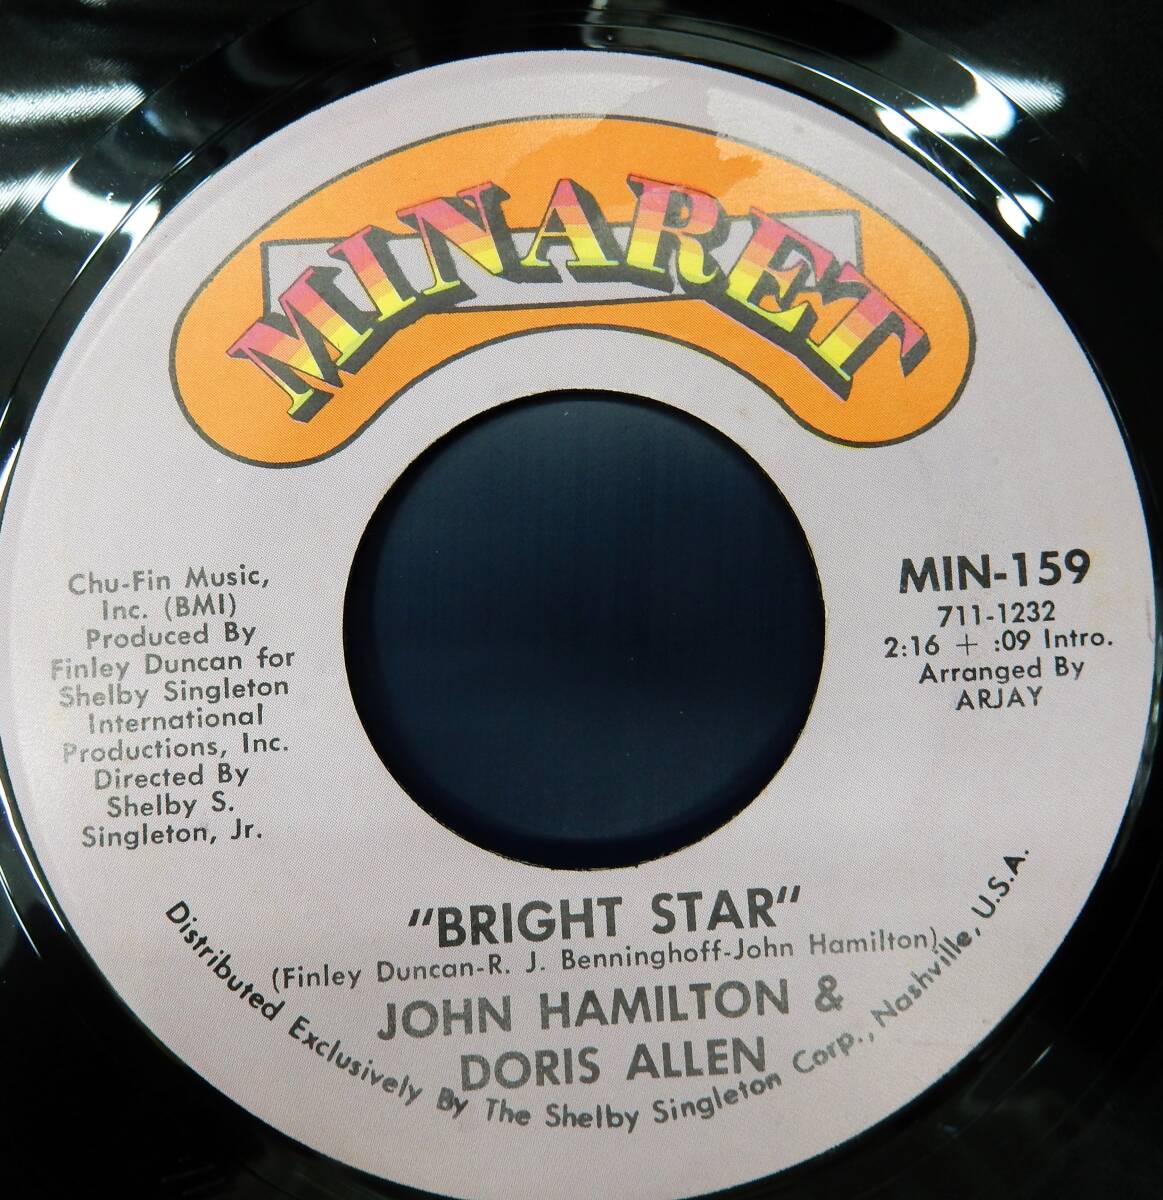 MINARET
Chu-Fin Music,
Inc. (BMI)
Produced By
Finley Duncan for
Shelby Singleton
International
Productions, Inc.
Directed By
Shelby S.
Singleton, Jr.
MIN-159
711-1232
2:16 + :09 Intro.
Arranged By
ARJAY
"BRIGHT STAR"
(Finley Duncan-R. J. Benninghoff-John Hamilton)
JOHN HAMILTON &
DORIS ALLEN
Distributed Exclusively By The Shelby Singleton Corp., Nashville, U.S.A.